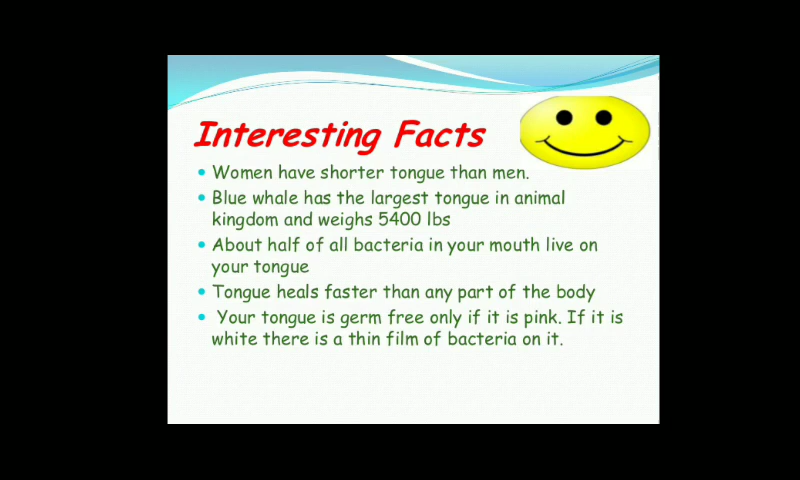 Interesting Facts
• Women have shorter tongue than men.
• Blue whale has the largest tongue in animal
kingdom and weighs 5400 lbs
• About half of all bacteria in your mouth live on
your tongue
• Tongue heals faster than any part of the body
• Your tongue is germ free only if it is pink. If it is
white there is a thin film of bacteria on it.